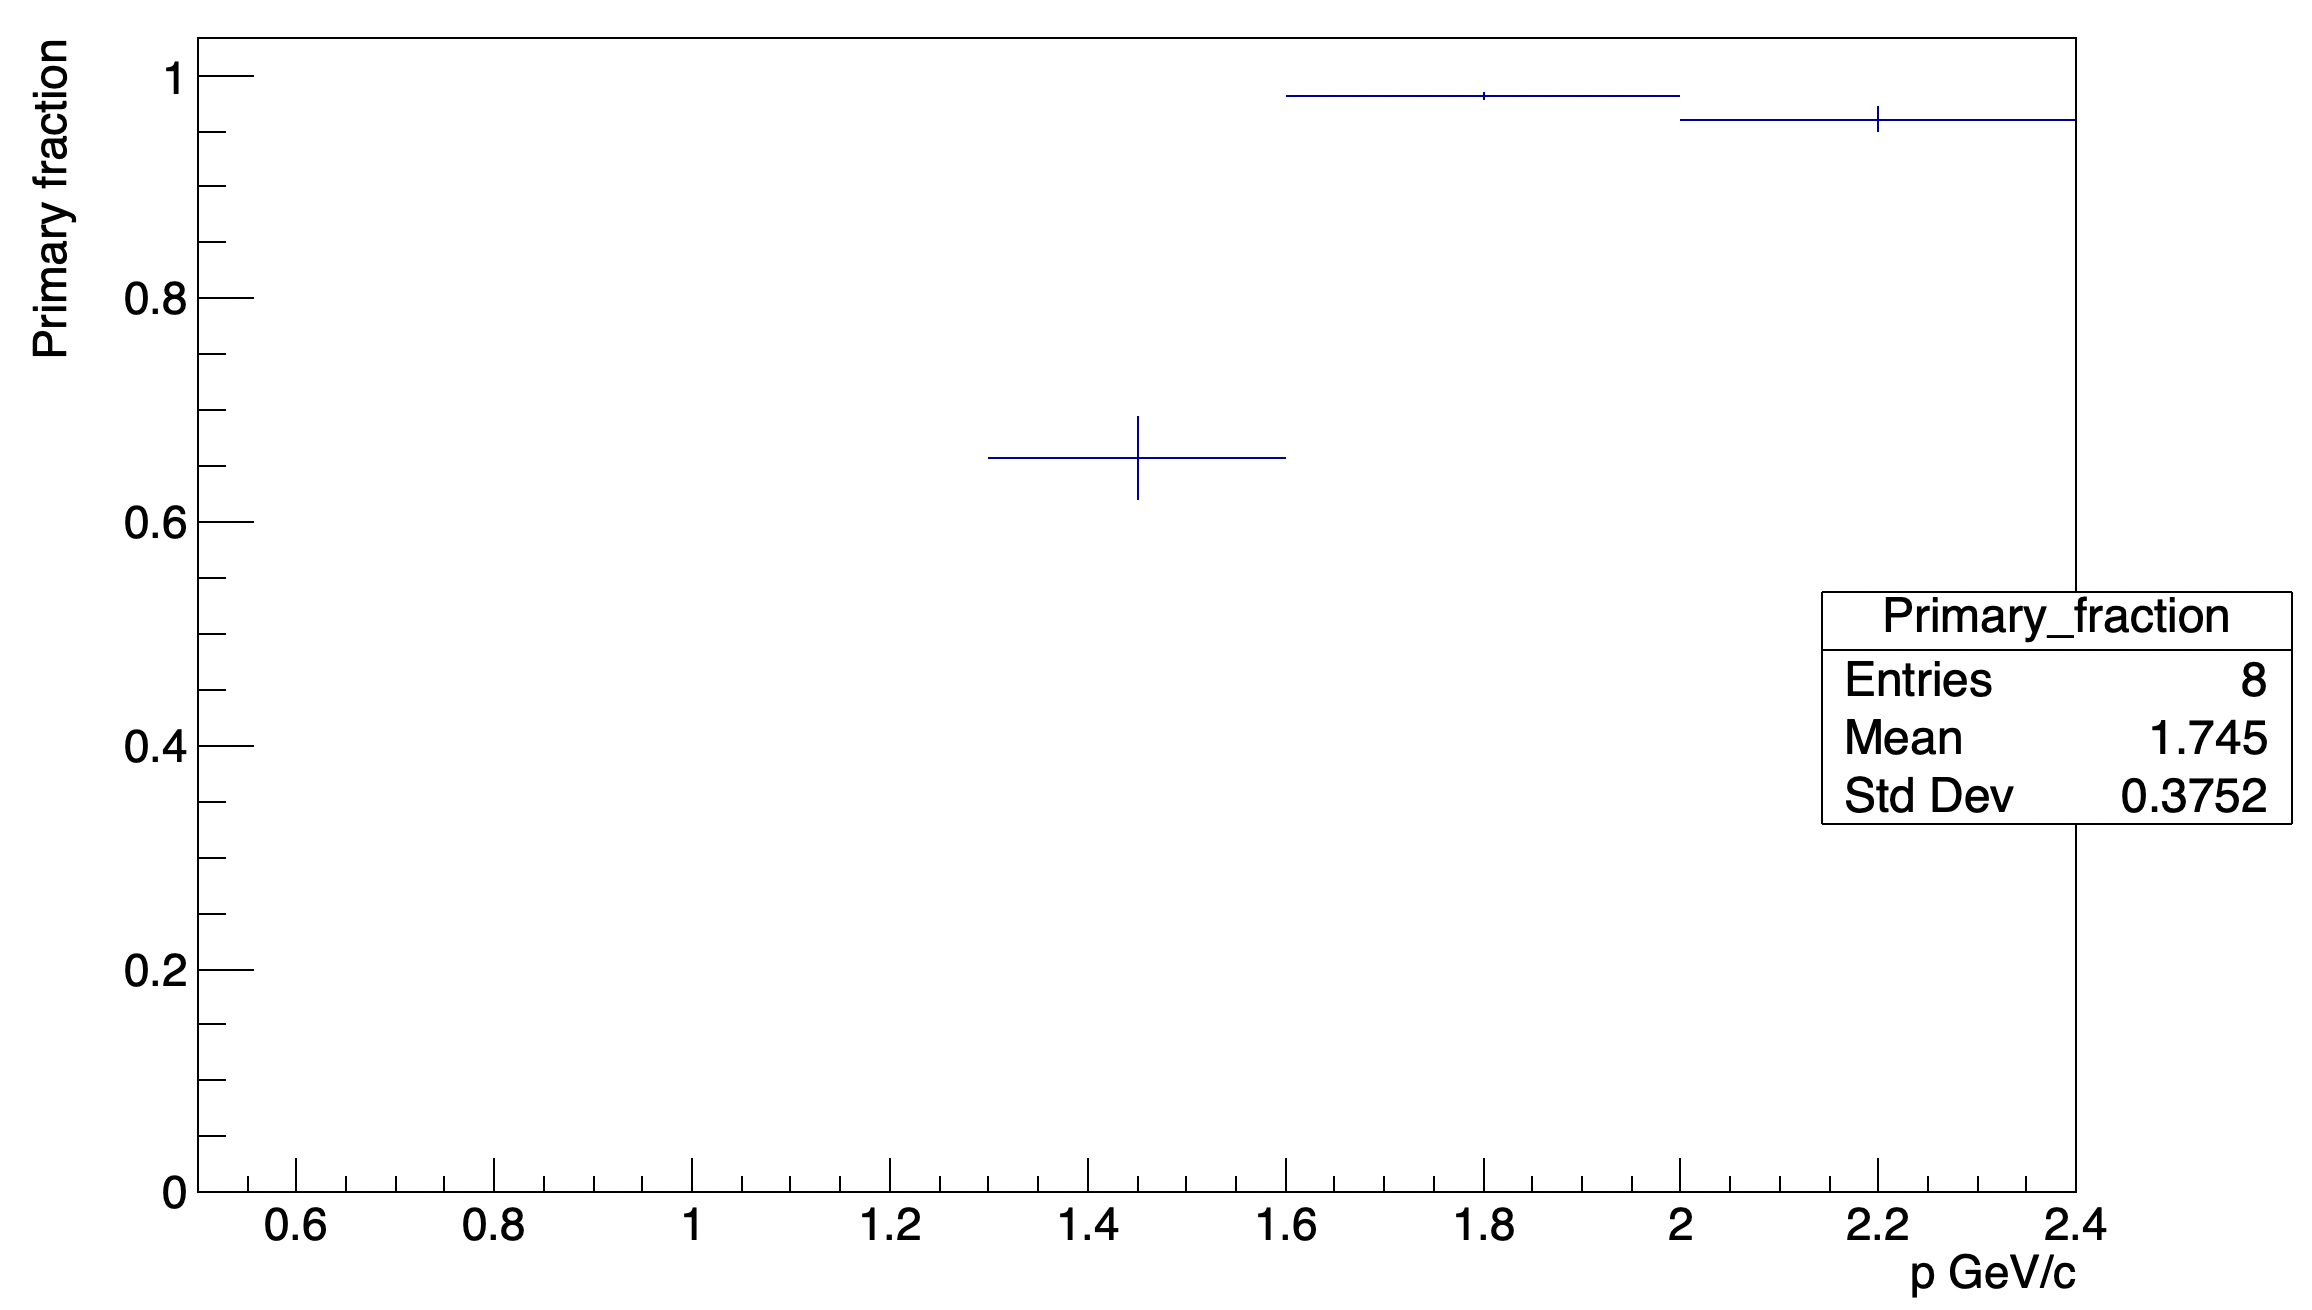 Primary fraction
1
0.8
0.6
0.4
0.2
0
0.6 0.8 1 1.2 1.4 1.6 1.8 2 2.2 2.4
p GeV/c
Primary_fraction
Entries 8
Mean 1.745
Std Dev 0.3752